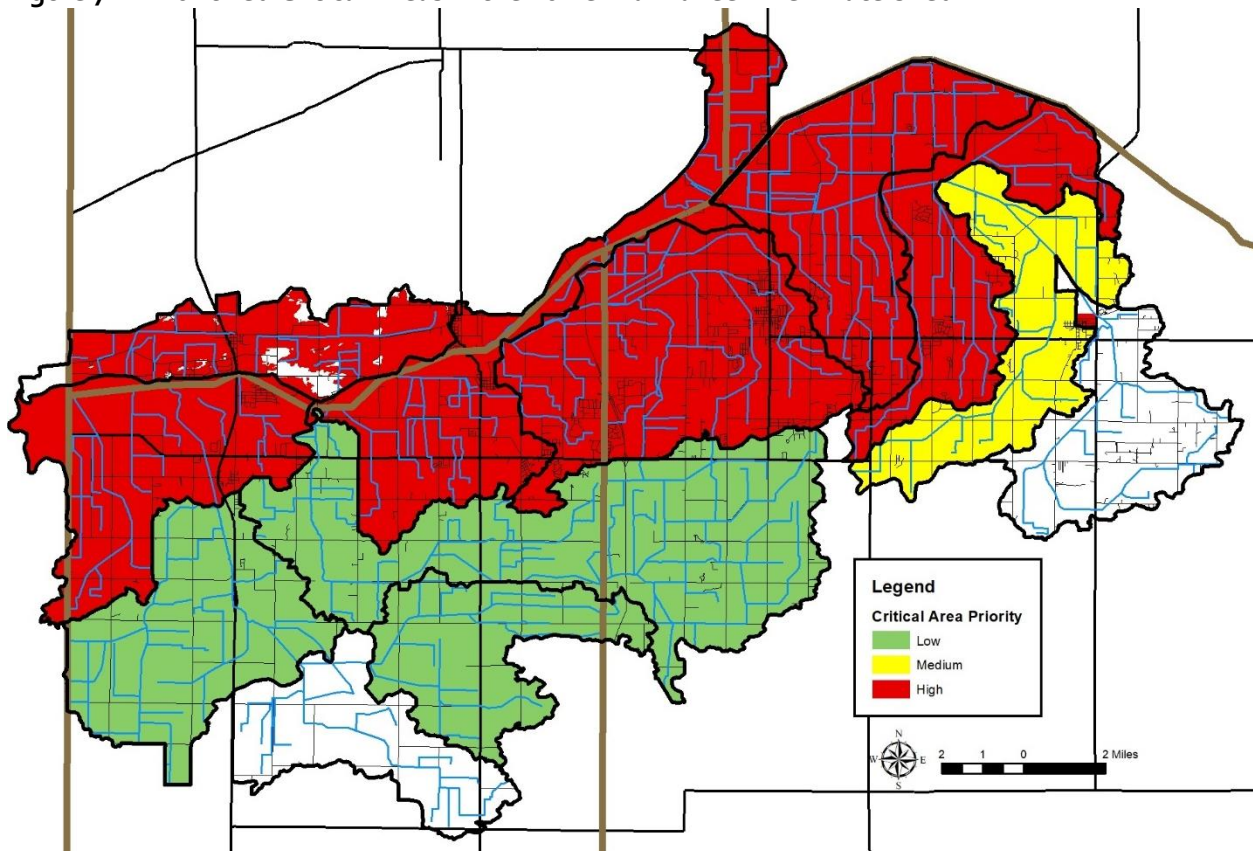 Legend
Critical Area Priority
Low
Medium
High
N
W
E
S
2 1 0 2 Miles